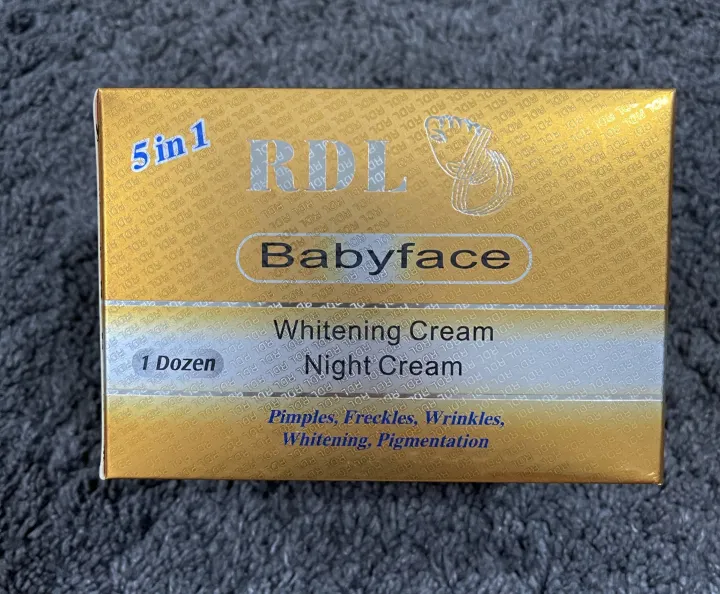 5 in 1
RDL
Babyface
Whitening Cream
Night Cream
1 Dozen
Pimples, Freckles, Wrinkles,
Whitening, Pigmentation